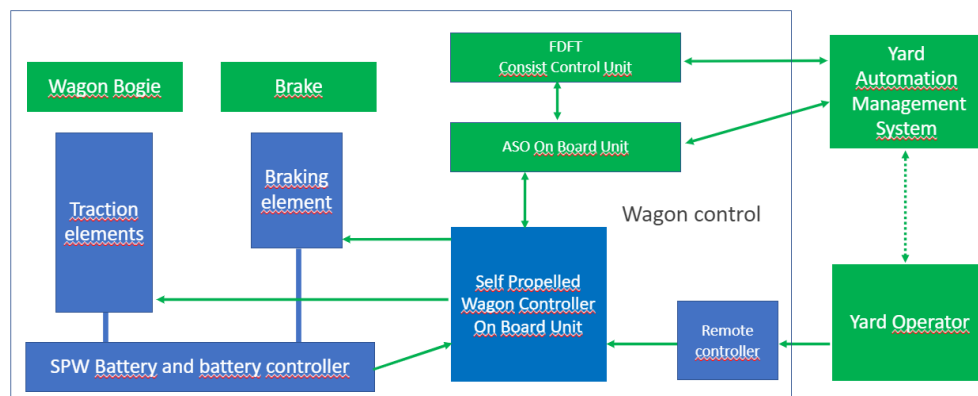 FDFT
Consist Control Unit
Yard
Automation
Management
System
Wagon Bogie
Brake
ASO On Board Unit
Braking
element
Traction
elements
Wagon control
Self Propelled
Wagon Controller
On Board Unit
Remote
controller
Yard Operator
SPW Battery and battery controller